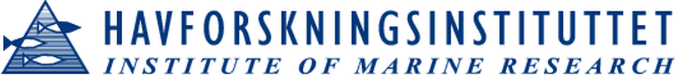 HAVFORSKNINGSINSTITUTTET
INSTITUTE OF MARINE RESEARCH